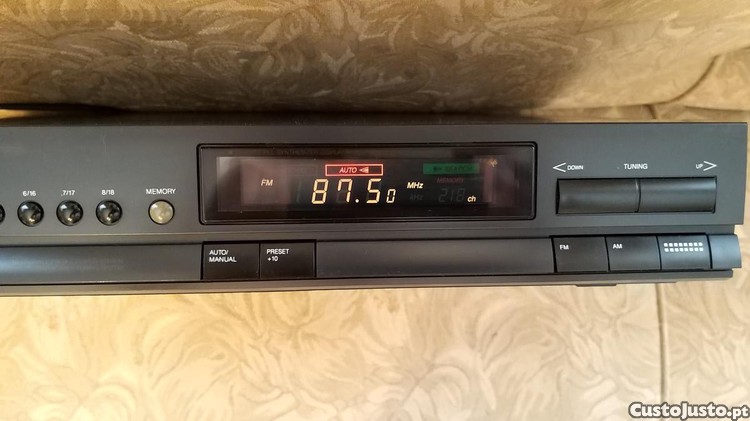 6/16 7/17 8/18 MEMORY
AUTO
FM 87.50 MHz
MEMORY
ch
DOWN TUNING UP
AUTO/
MANUAL
PRESET
+10
FM AM
CustoJusto.pt